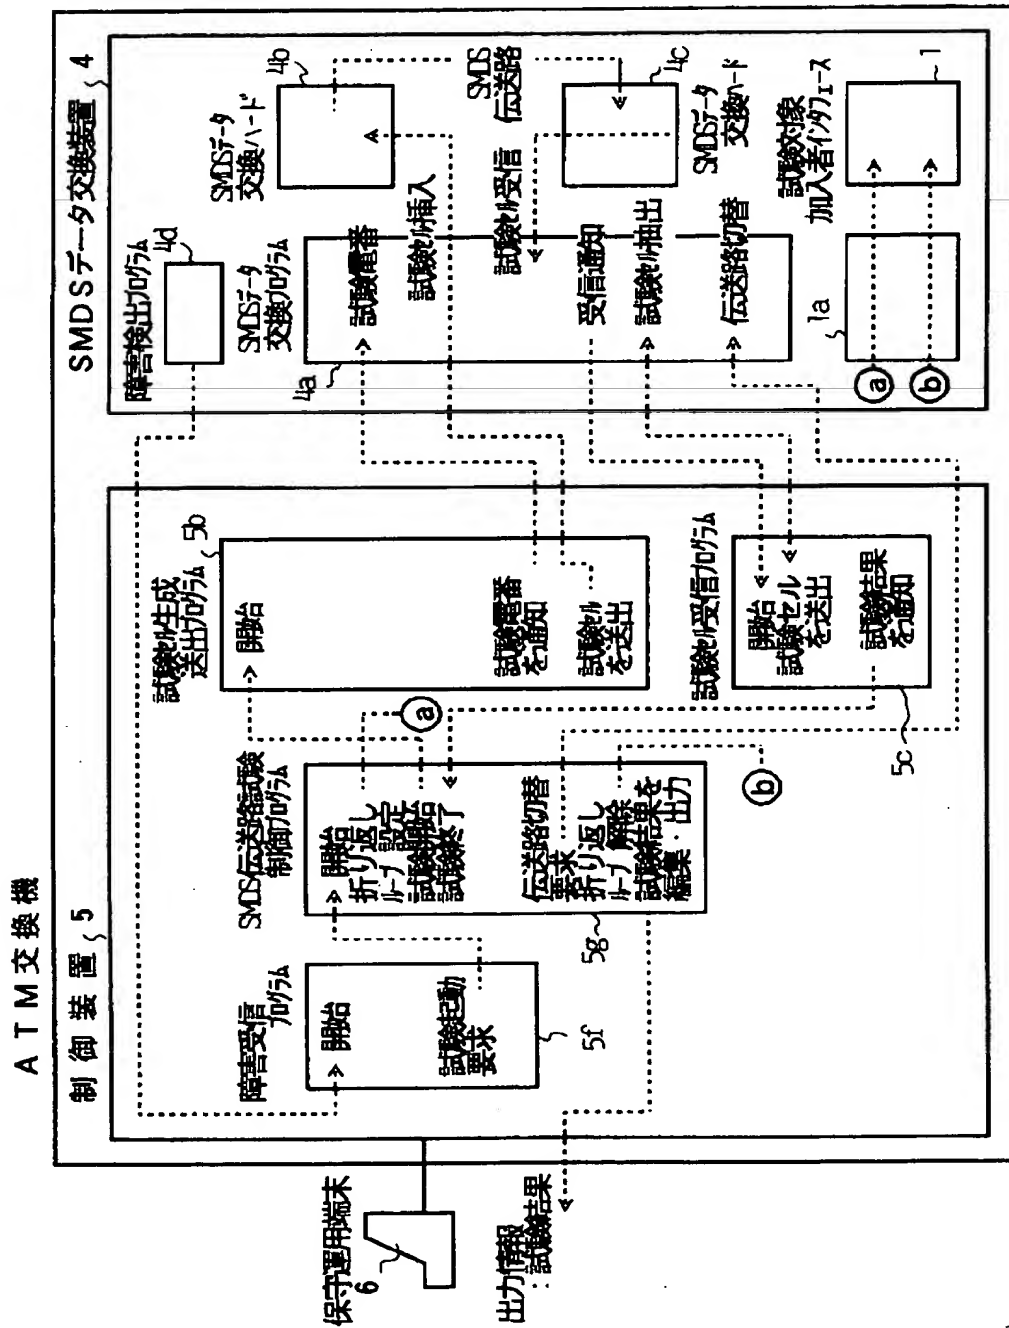 ATM交換機
制御装置 5
SMDSデータ交換装置 4
保守運用端末
6
出力情報
:試験結果
障害受信
プログラム
開始
試験起動
要求
5f
SMDS伝送路試験
制御プログラム
開始
折り返し
ループ設定
試験開始
試験終了
伝送路切替
要求
折り返し
ループ解除
試験結果を
編集・出力
5g
a
b
試験セル生成
送出プログラム
5b
開始
試験電番
を通知
試験セル
を送出
試験セル受信プログラム
開始
試験セル
を送出
試験結果
を通知
5c
障害検出プログラム
4d
SMDSデータ
交換プログラム
4a
試験電番
試験セル挿入
試験セル受信
受信通知
試験セル抽出
伝送路切替
1a
a
b
SMDSデータ
交換ハード
4b
SMDS
伝送路
4c
SMDSデータ
交換ハード
試験対象
加入者インタフェース
1